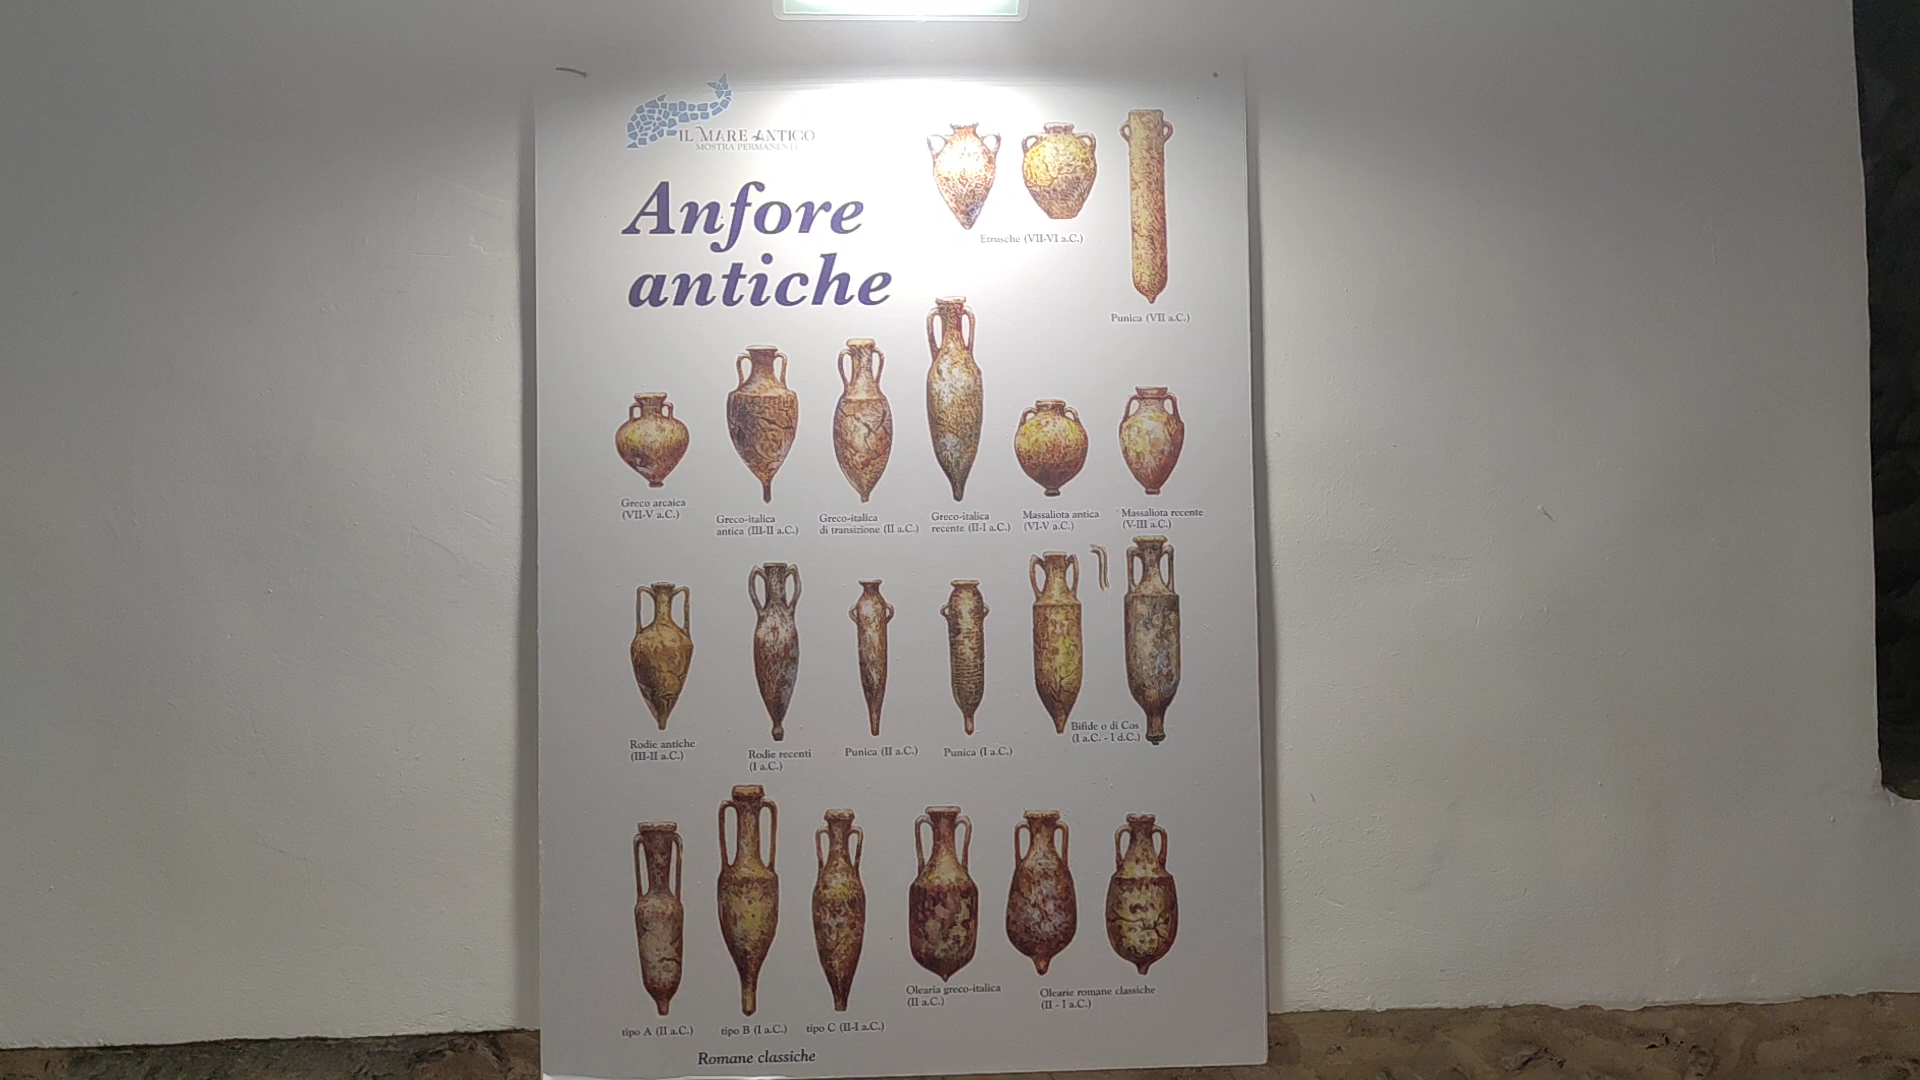 IL MARE ANTICO
MOSTRA PERMANENTE
Anfore
antiche
Etrusche (VII-VI a.C.)
Punica (VII a.C.)
Greco arcaica
(VII-V a.C.)
Greco-italica
antica (III-II a.C.)
Greco-italica
di transizione (II a.C.)
Greco-italica
recente (II-I a.C.)
Massaliota antica
(VI-V a.C.)
Massaliota recente
(V-III a.C.)
Rodie antiche
(III-II a.C.)
Rodie recenti
(I a.C.)
Punica (II a.C.)
Punica (I a.C.)
Bifide o di Cos
(I a.C. - I d.C.)
tipo A (II a.C.)
tipo B (I a.C.)
tipo C (II-I a.C.)
Olearia greco-italica
(II a.C.)
Olearie romane classiche
(II - I a.C.)
Romane classiche